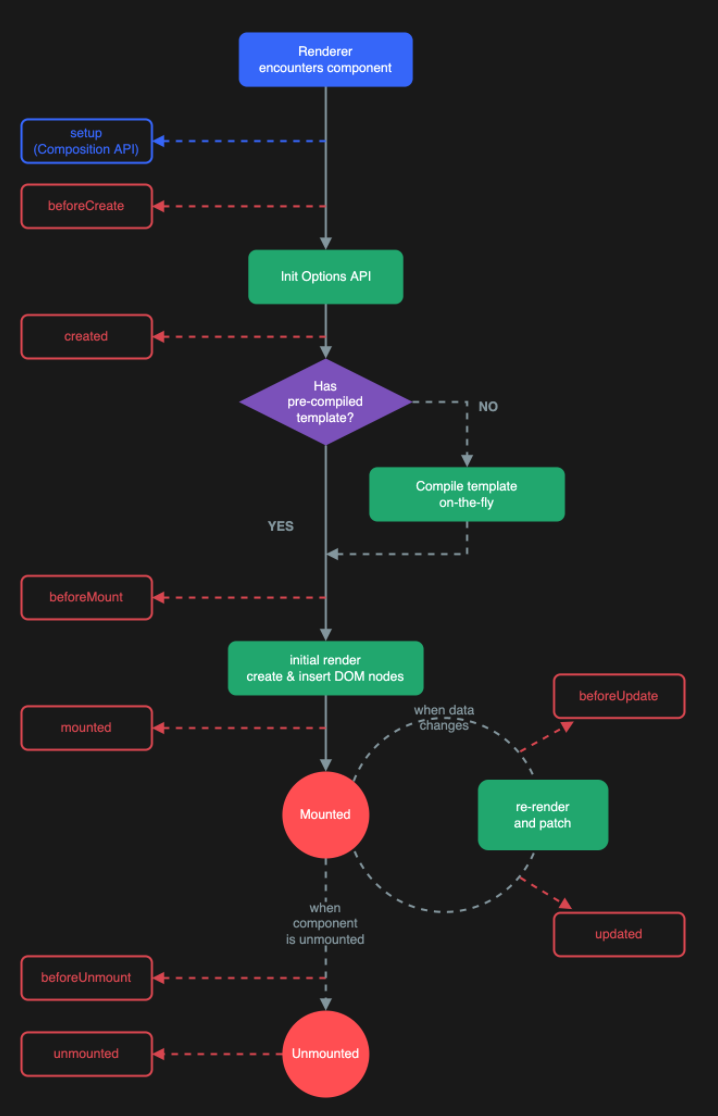 Renderer
encounters component
setup
(Composition API)
beforeCreate
Init Options API
created
Has
pre-compiled
template?
NO
Compile template
on-the-fly
YES
beforeMount
initial render
create & insert DOM nodes
beforeUpdate
mounted
when data
changes
Mounted
re-render
and patch
when
component
is unmounted
updated
beforeUnmount
unmounted
Unmounted